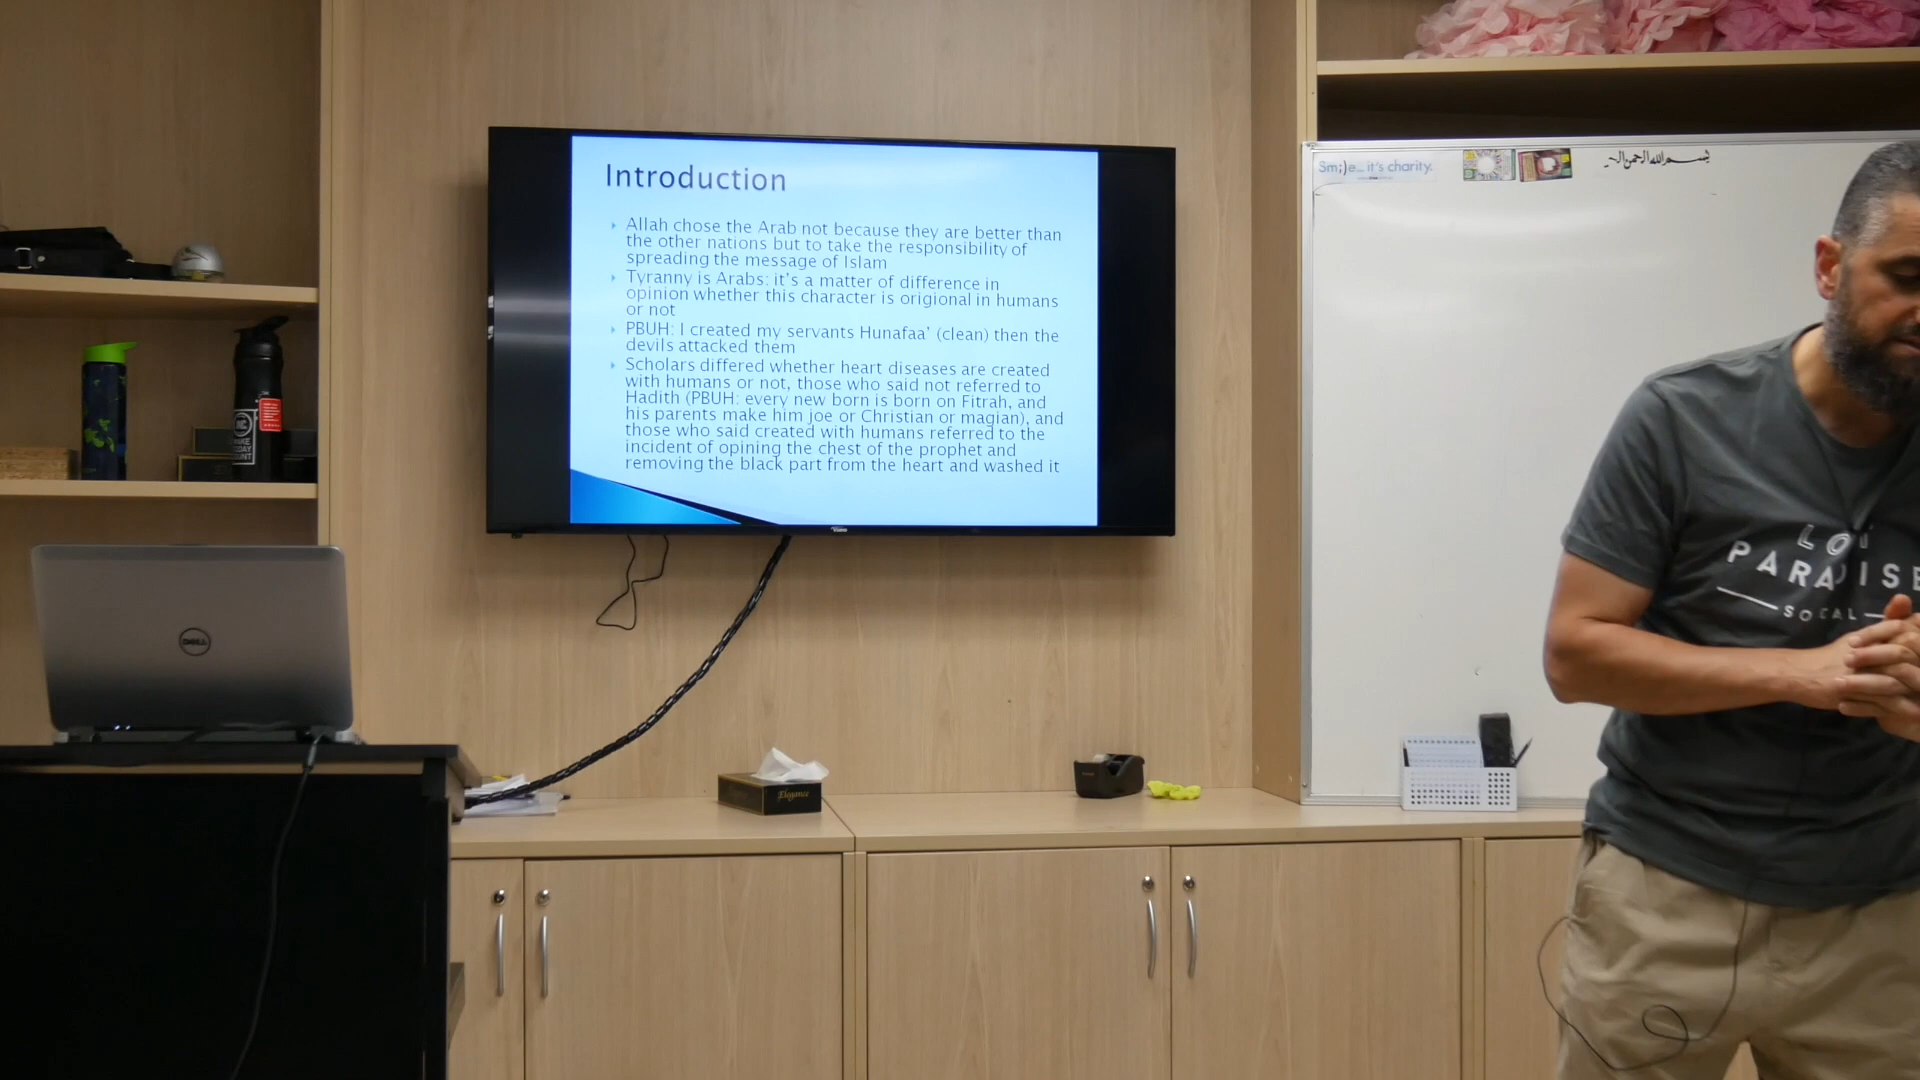 Introduction
Allah chose the Arab not because they are better than
the other nations but to take the responsibility of
spreading the message of Islam
Tyranny is Arabs: it's a matter of difference in
opinion whether this character is origional in humans
or not
PBUH: I created my servants Hunafaa' (clean) then the
devils attacked them
Scholars differed whether heart diseases are created
with humans or not, those who said not referred to
Hadith (PBUH: every new born is born on Fitrah, and
his parents make him joe or Christian or magian), and
those who said created with humans referred to the
incident of opining the chest of the prophet and
removing the black part from the heart and washed it
Sm;)e... it's charity.
بسم الله الرحمن الر
PARADISE
SOCIAL
DELL
Elegance